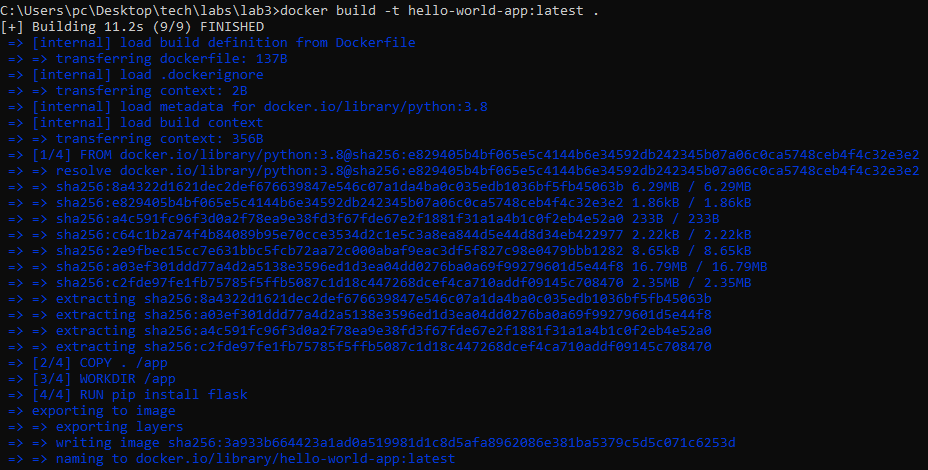 C:\Users\pc\Desktop\tech\labs\lab3>docker build -t hello-world-app:latest .
[+] Building 11.2s (9/9) FINISHED
=> [internal] load build definition from Dockerfile
=> => transferring dockerfile: 137B
=> [internal] load .dockerignore
=> => transferring context: 2B
=> [internal] load metadata for docker.io/library/python:3.8
=> [internal] load build context
=> => transferring context: 356B
=> [1/4] FROM docker.io/library/python:3.8@sha256:e829405b4bf065e5c4144b6e34592db242345b07a06c0ca5748ceb4f4c32e3e2
=> => resolve docker.io/library/python:3.8@sha256:e829405b4bf065e5c4144b6e34592db242345b07a06c0ca5748ceb4f4c32e3e2
=> => sha256:8a4322d1621dec2def676639847e546c07a1da4ba0c035edb1036bf5fb45063b 6.29MB / 6.29MB
=> => sha256:e829405b4bf065e5c4144b6e34592db242345b07a06c0ca5748ceb4f4c32e3e2 1.86kB / 1.86kB
=> => sha256:a4c591fc96f3d0a2f78ea9e38fd3f67fde67e2f1881f31a1a4b1c0f2eb4e52a0 233B / 233B
=> => sha256:c64c1b2a74f4b84089b95e70cce3534d2c1e5c3a8ea844d5e44d8d34eb422977 2.22kB / 2.22kB
=> => sha256:2e9fbec15cc7e631bbc5fcb72aa72c000abaf9eac3df5f827c98e0479bbb1282 8.65kB / 8.65kB
=> => sha256:a03ef301ddd77a4d2a5138e3596ed1d3ea04dd0276ba0a69f99279601d5e44f8 16.79MB / 16.79MB
=> => sha256:c2fde97fe1fb75785f5ffb5087c1d18c447268dcef4ca710addf09145c708470 2.35MB / 2.35MB
=> => extracting sha256:8a4322d1621dec2def676639847e546c07a1da4ba0c035edb1036bf5fb45063b
=> => extracting sha256:a03ef301ddd77a4d2a5138e3596ed1d3ea04dd0276ba0a69f99279601d5e44f8
=> => extracting sha256:a4c591fc96f3d0a2f78ea9e38fd3f67fde67e2f1881f31a1a4b1c0f2eb4e52a0
=> => extracting sha256:c2fde97fe1fb75785f5ffb5087c1d18c447268dcef4ca710addf09145c708470
=> [2/4] COPY . /app
=> [3/4] WORKDIR /app
=> [4/4] RUN pip install flask
=> exporting to image
=> => exporting layers
=> => writing image sha256:3a933b664423a1ad0a519981d1c8d5afa8962086e381ba5379c5d5c071c6253d
=> => naming to docker.io/library/hello-world-app:latest